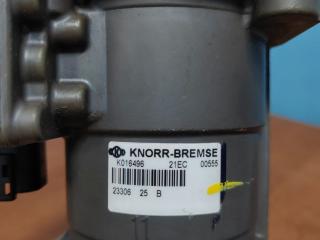 KNORR-BREMSE
K016496 21EC 00555
23306 25 B